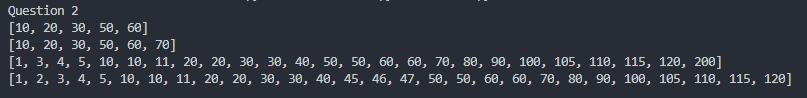 Question 2
[10, 20, 30, 50, 60]
[10, 20, 30, 50, 60, 70]
[1, 3, 4, 5, 10, 10, 11, 20, 20, 30, 30, 40, 50, 50, 60, 60, 70, 80, 90, 100, 105, 110, 115, 120, 200]
[1, 2, 3, 4, 5, 10, 10, 11, 20, 20, 30, 30, 40, 45, 46, 47, 50, 50, 60, 60, 70, 80, 90, 100, 105, 110, 115, 120]